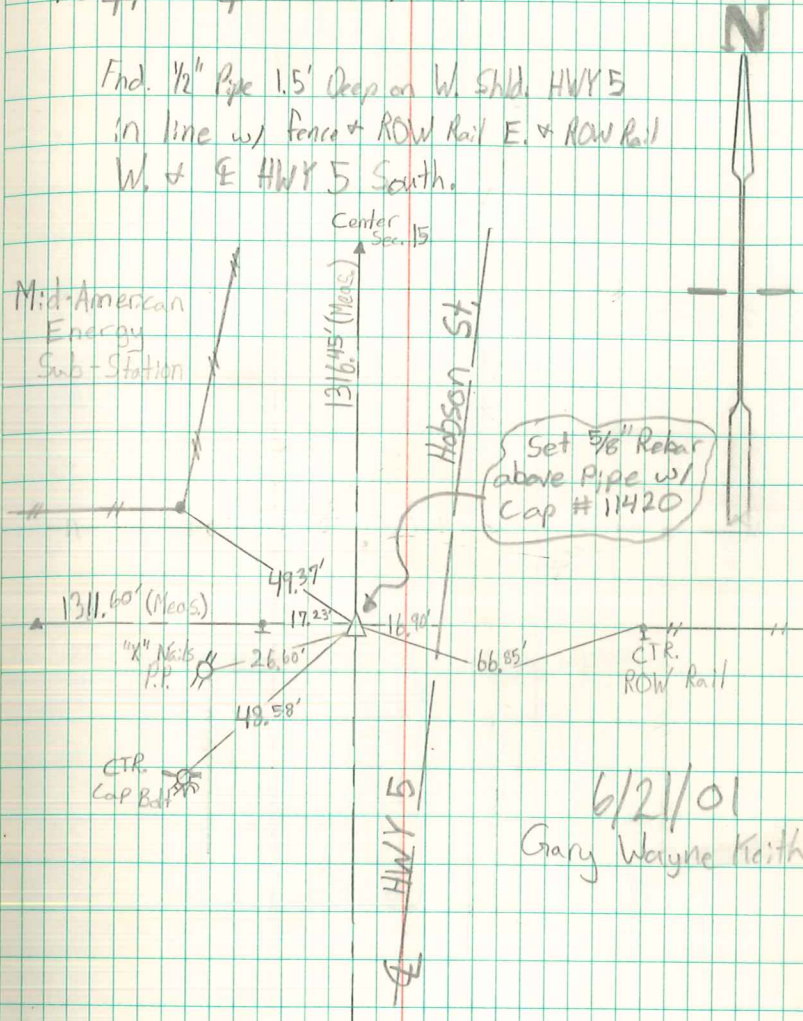 N
Fnd. 1/2" Pipe 1.5' Deep on W. Shld. HWY 5
in line w/ fence & ROW Rail E. & ROW Rail
W. & ℄ HWY 5 South.
Center
Sec. 15
1316.45' (Meas.)
Hobson St.
Mid-American
Energy
Sub-Station
Set 5/8" Rebar
above Pipe w/
Cap # 11420
49.37'
1311.60' (Meas.)
17.23'
16.90'
"X" Nails
P.P.
26.60'
66.85'
CTR.
ROW Rail
48.58'
CTR.
Cap Bolt
℄ HWY 5
6/21/01
Gary Wayne Keith